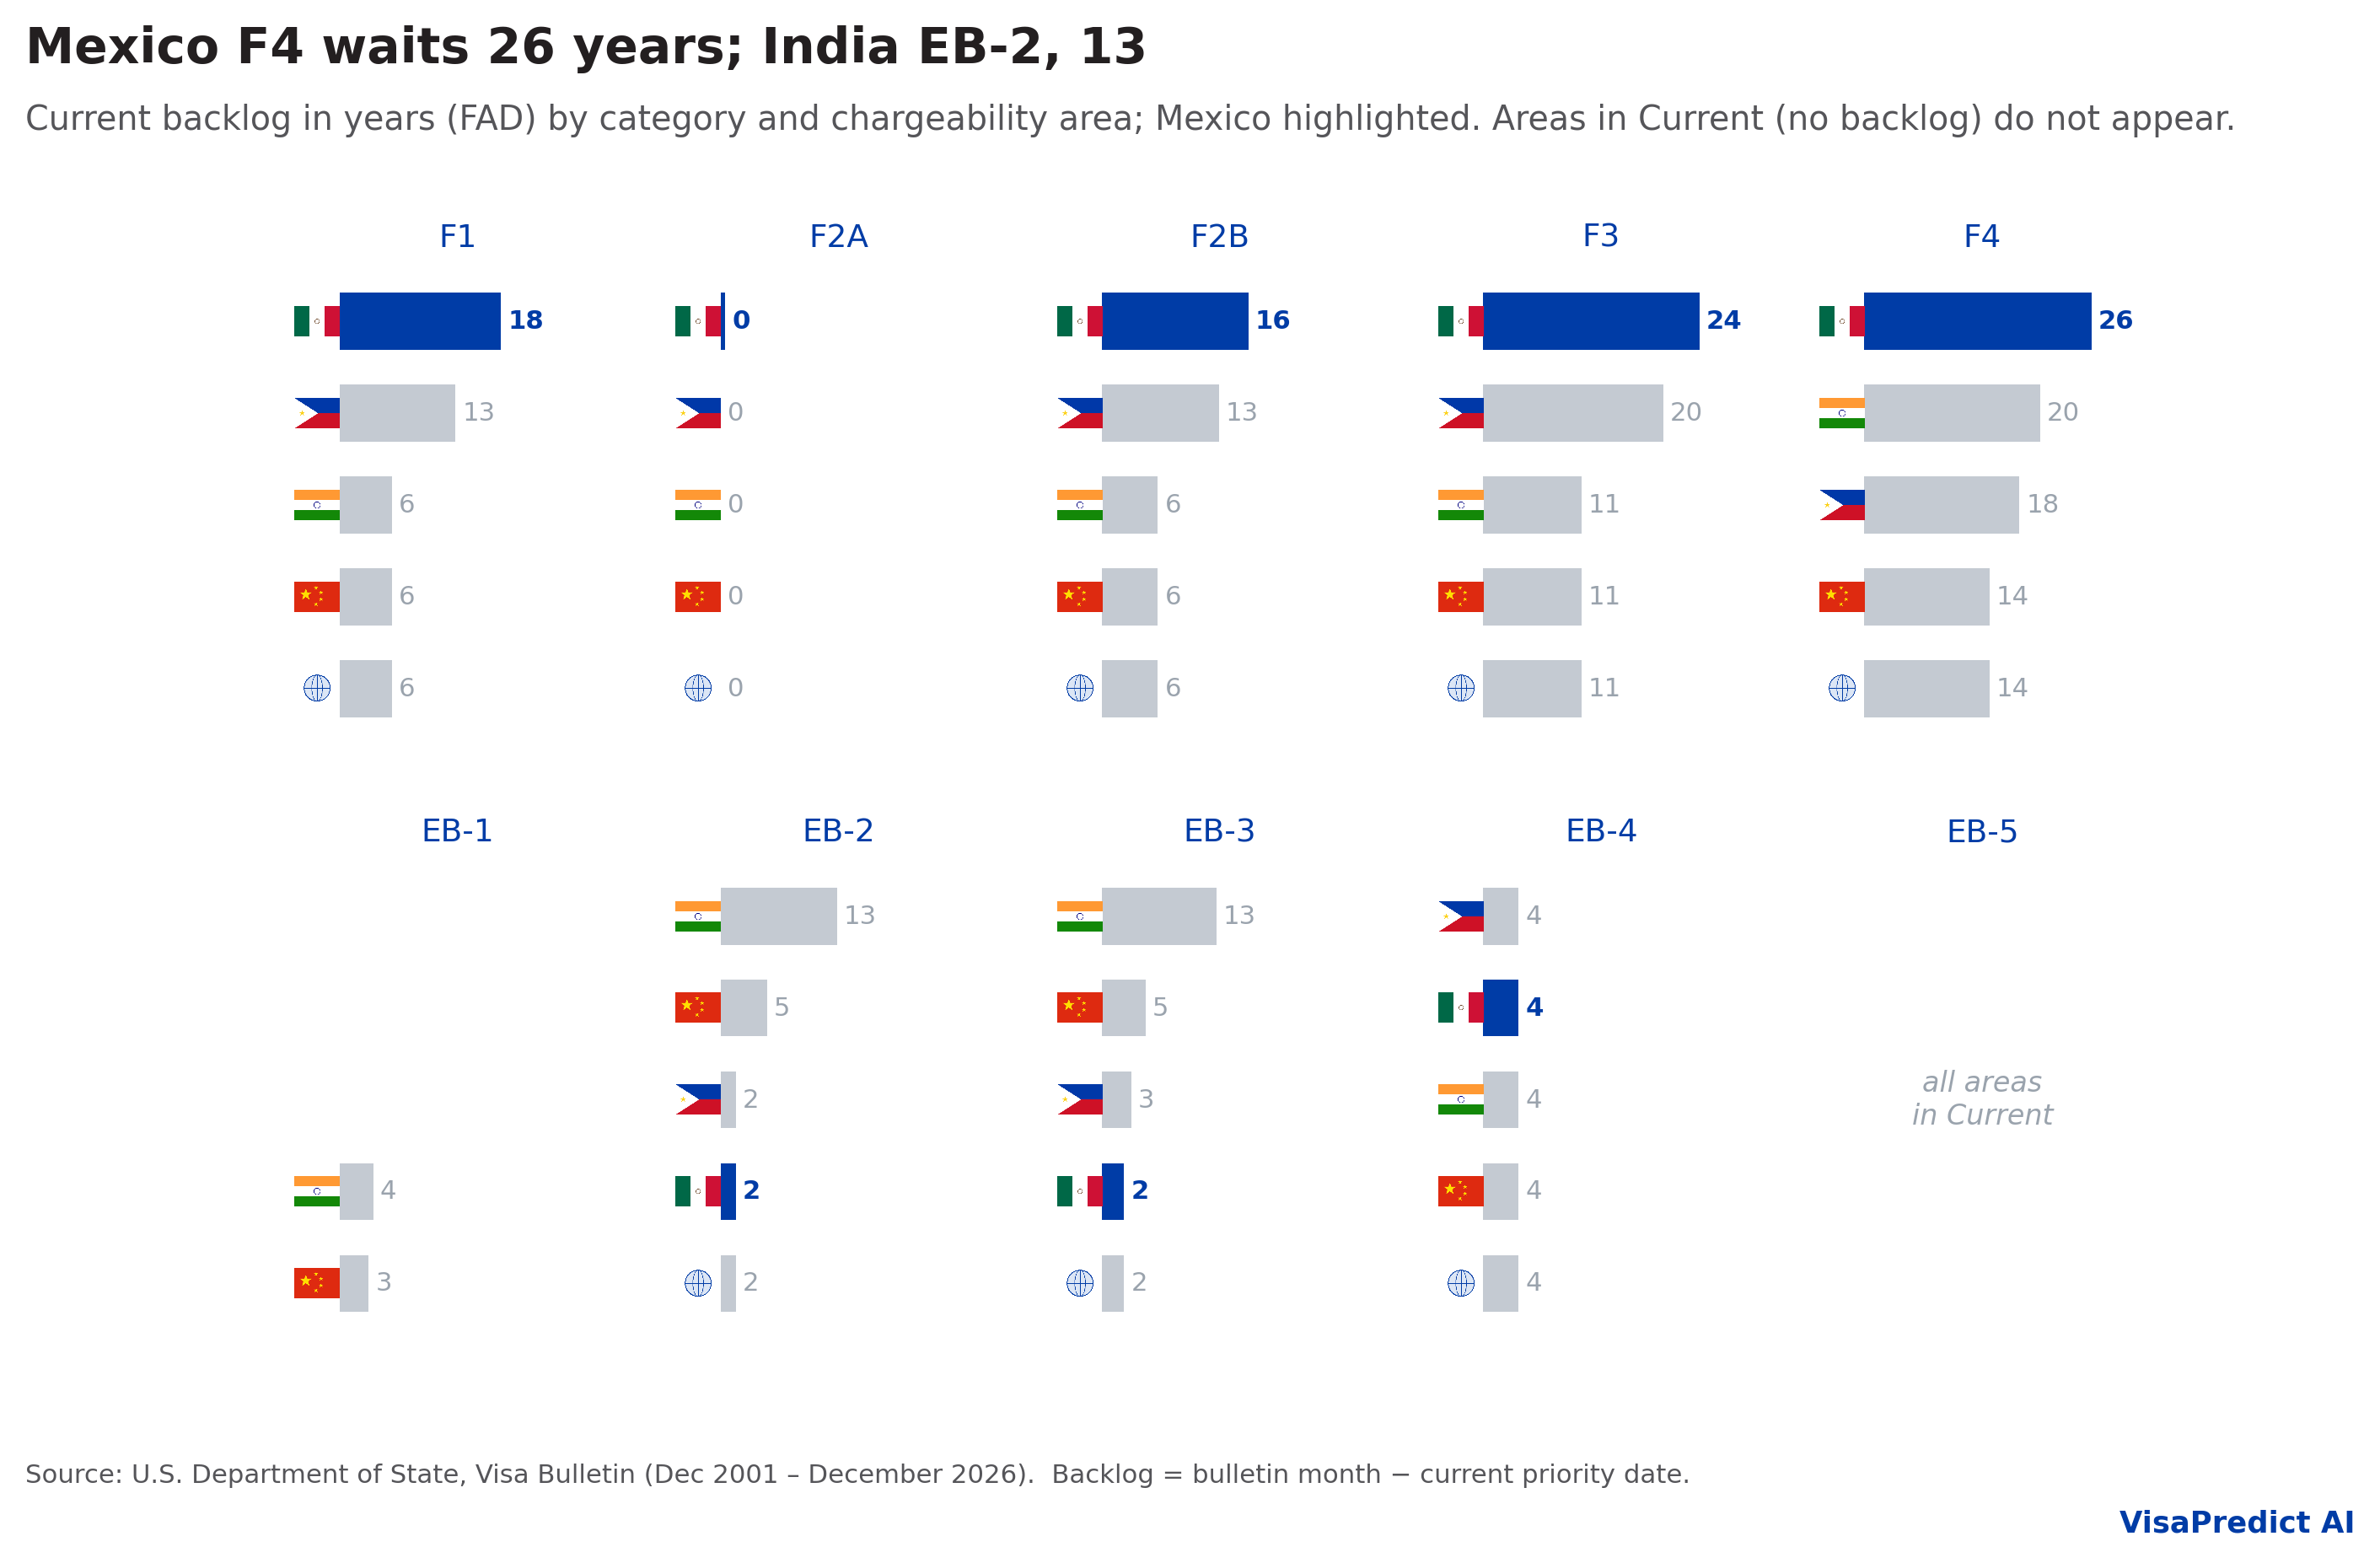 Mexico F4 waits 26 years; India EB-2, 13
Current backlog in years (FAD) by category and chargeability area; Mexico highlighted. Areas in Current (no backlog) do not appear.
F1 F2A F2B F3 F4
18 0 16 24 26
13 0 13 20 20
6 0 6 11 18
6 0 6 11 14
6 0 6 11 14
EB-1 EB-2 EB-3 EB-4 EB-5
13 13 4
5 5 4
2 3 4
all areas
in Current
4 2 2 4
3 2 2 4
Source: U.S. Department of State, Visa Bulletin (Dec 2001 – December 2026).  Backlog = bulletin month − current priority date.
VisaPredict AI